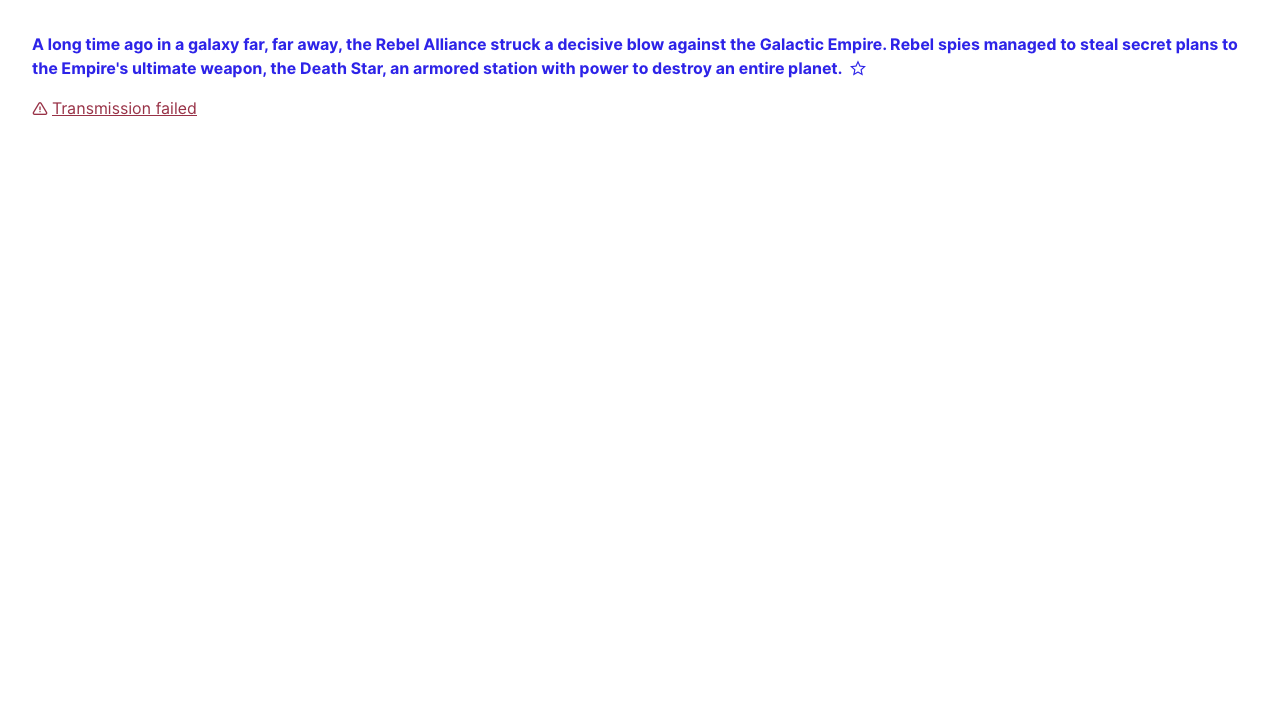 A long time ago in a galaxy far, far away, the Rebel Alliance struck a decisive blow against the Galactic Empire. Rebel spies managed to steal secret plans to
the Empire's ultimate weapon, the Death Star, an armored station with power to destroy an entire planet.
Transmission failed